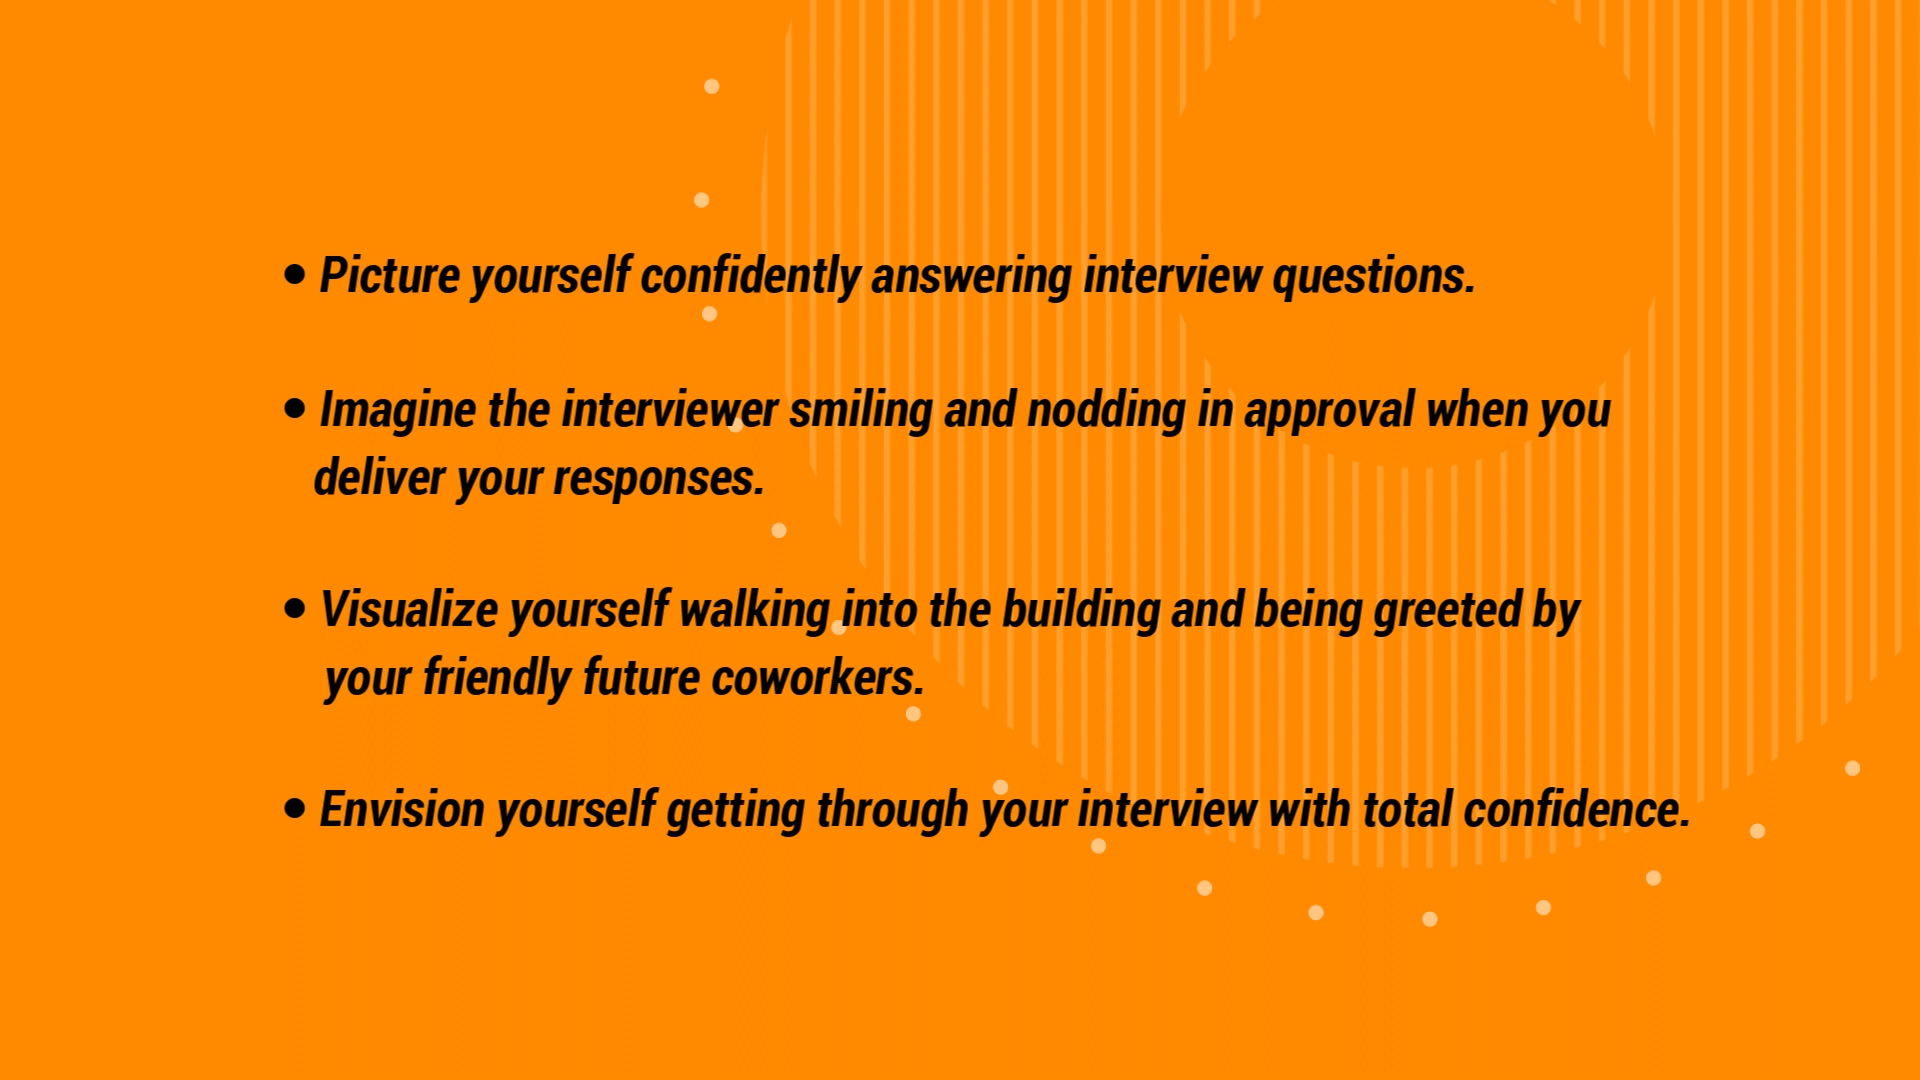 • Picture yourself confidently answering interview questions.
• Imagine the interviewer smiling and nodding in approval when you
deliver your responses.
• Visualize yourself walking into the building and being greeted by
your friendly future coworkers.
• Envision yourself getting through your interview with total confidence.